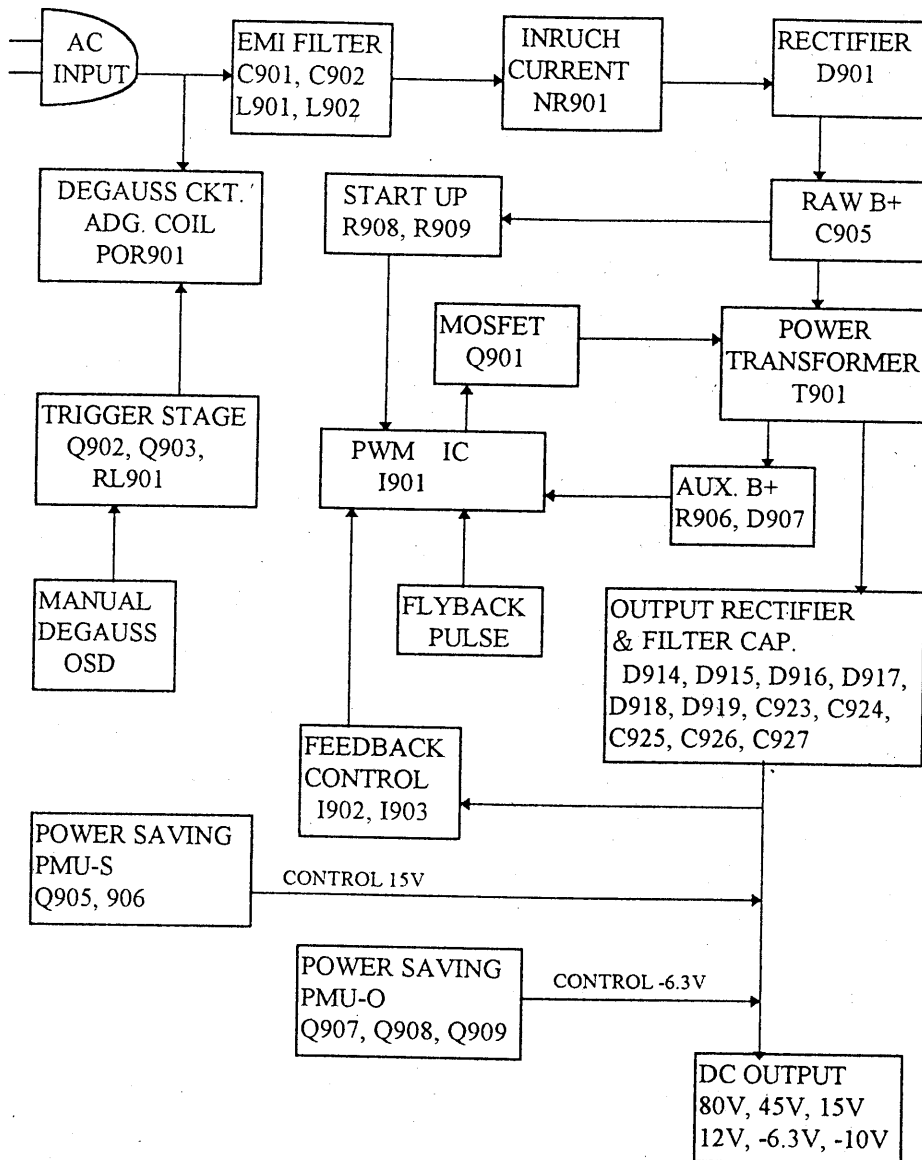 AC
INPUT
EMI FILTER
C901, C902
L901, L902
INRUCH
CURRENT
NR901
RECTIFIER
D901
DEGAUSS CKT.
ADG. COIL
POR901
START UP
R908, R909
RAW B+
C905
MOSFET
Q901
POWER
TRANSFORMER
T901
TRIGGER STAGE
Q902, Q903,
RL901
PWM IC
I901
AUX. B+
R906, D907
MANUAL
DEGAUSS
OSD
FLYBACK
PULSE
OUTPUT RECTIFIER
& FILTER CAP.
D914, D915, D916, D917,
D918, D919, C923, C924,
C925, C926, C927
FEEDBACK
CONTROL
I902, I903
POWER SAVING
PMU-S
Q905, 906
CONTROL 15V
POWER SAVING
PMU-O
Q907, Q908, Q909
CONTROL -6.3V
DC OUTPUT
80V, 45V, 15V
12V, -6.3V, -10V